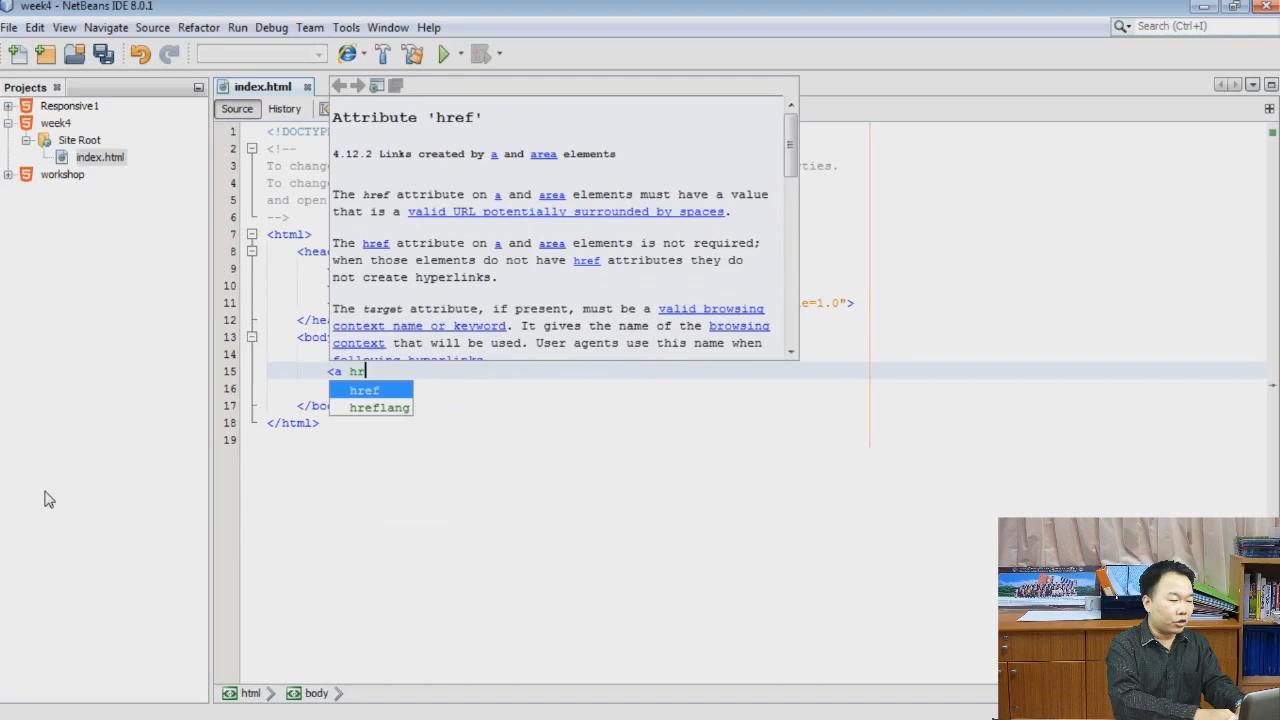 week4 - NetBeans IDE 8.0.1
File Edit View Navigate Source Refactor Run Debug Team Tools Window Help
Search (Ctrl+I)
Projects
index.html
Responsive1
week4
Site Root
index.html
workshop
Source History
Attribute 'href'
4.12.2 Links created by a and area elements
The href attribute on a and area elements must have a value
that is a valid URL potentially surrounded by spaces.
The href attribute on a and area elements is not required;
when those elements do not have href attributes they do
not create hyperlinks.
The target attribute, if present, must be a valid browsing
context name or keyword. It gives the name of the browsing
context that will be used. User agents use this name when
following hyperlinks
1 <!DOCTYP
2 <!--
3 To chang rties.
4 To chang
5 and open
6 -->
7 <html>
8 <hea
9
10
11 e=1.0">
12 </he
13 <bod
14
15 <a hr
16
17 </bo
18 </html>
19
href
hreflang
html body